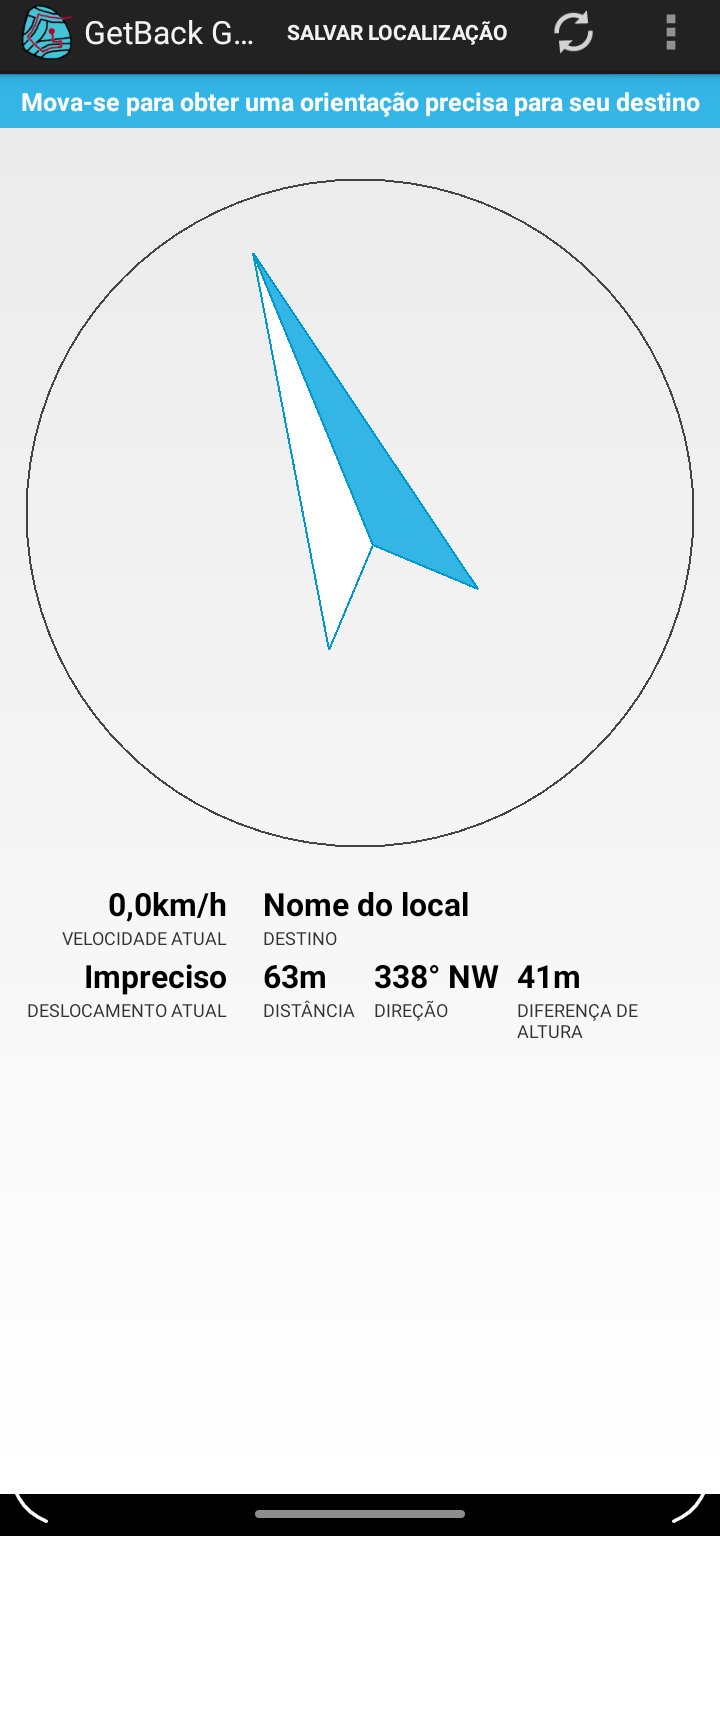 GetBack G... SALVAR LOCALIZAÇÃO
Mova-se para obter uma orientação precisa para seu destino
0,0km/h Nome do local
VELOCIDADE ATUAL DESTINO
Impreciso 63m 338° NW 41m
DESLOCAMENTO ATUAL DISTÂNCIA DIREÇÃO DIFERENÇA DE
ALTURA